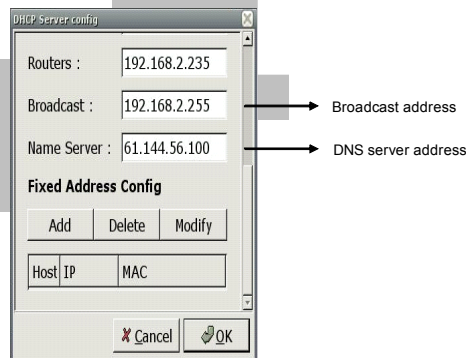 DHCP Server config
Routers : 192.168.2.235
Broadcast : 192.168.2.255
Broadcast address
Name Server : 61.144.56.100
DNS server address
Fixed Address Config
Add Delete Modify
Host IP MAC
Cancel OK